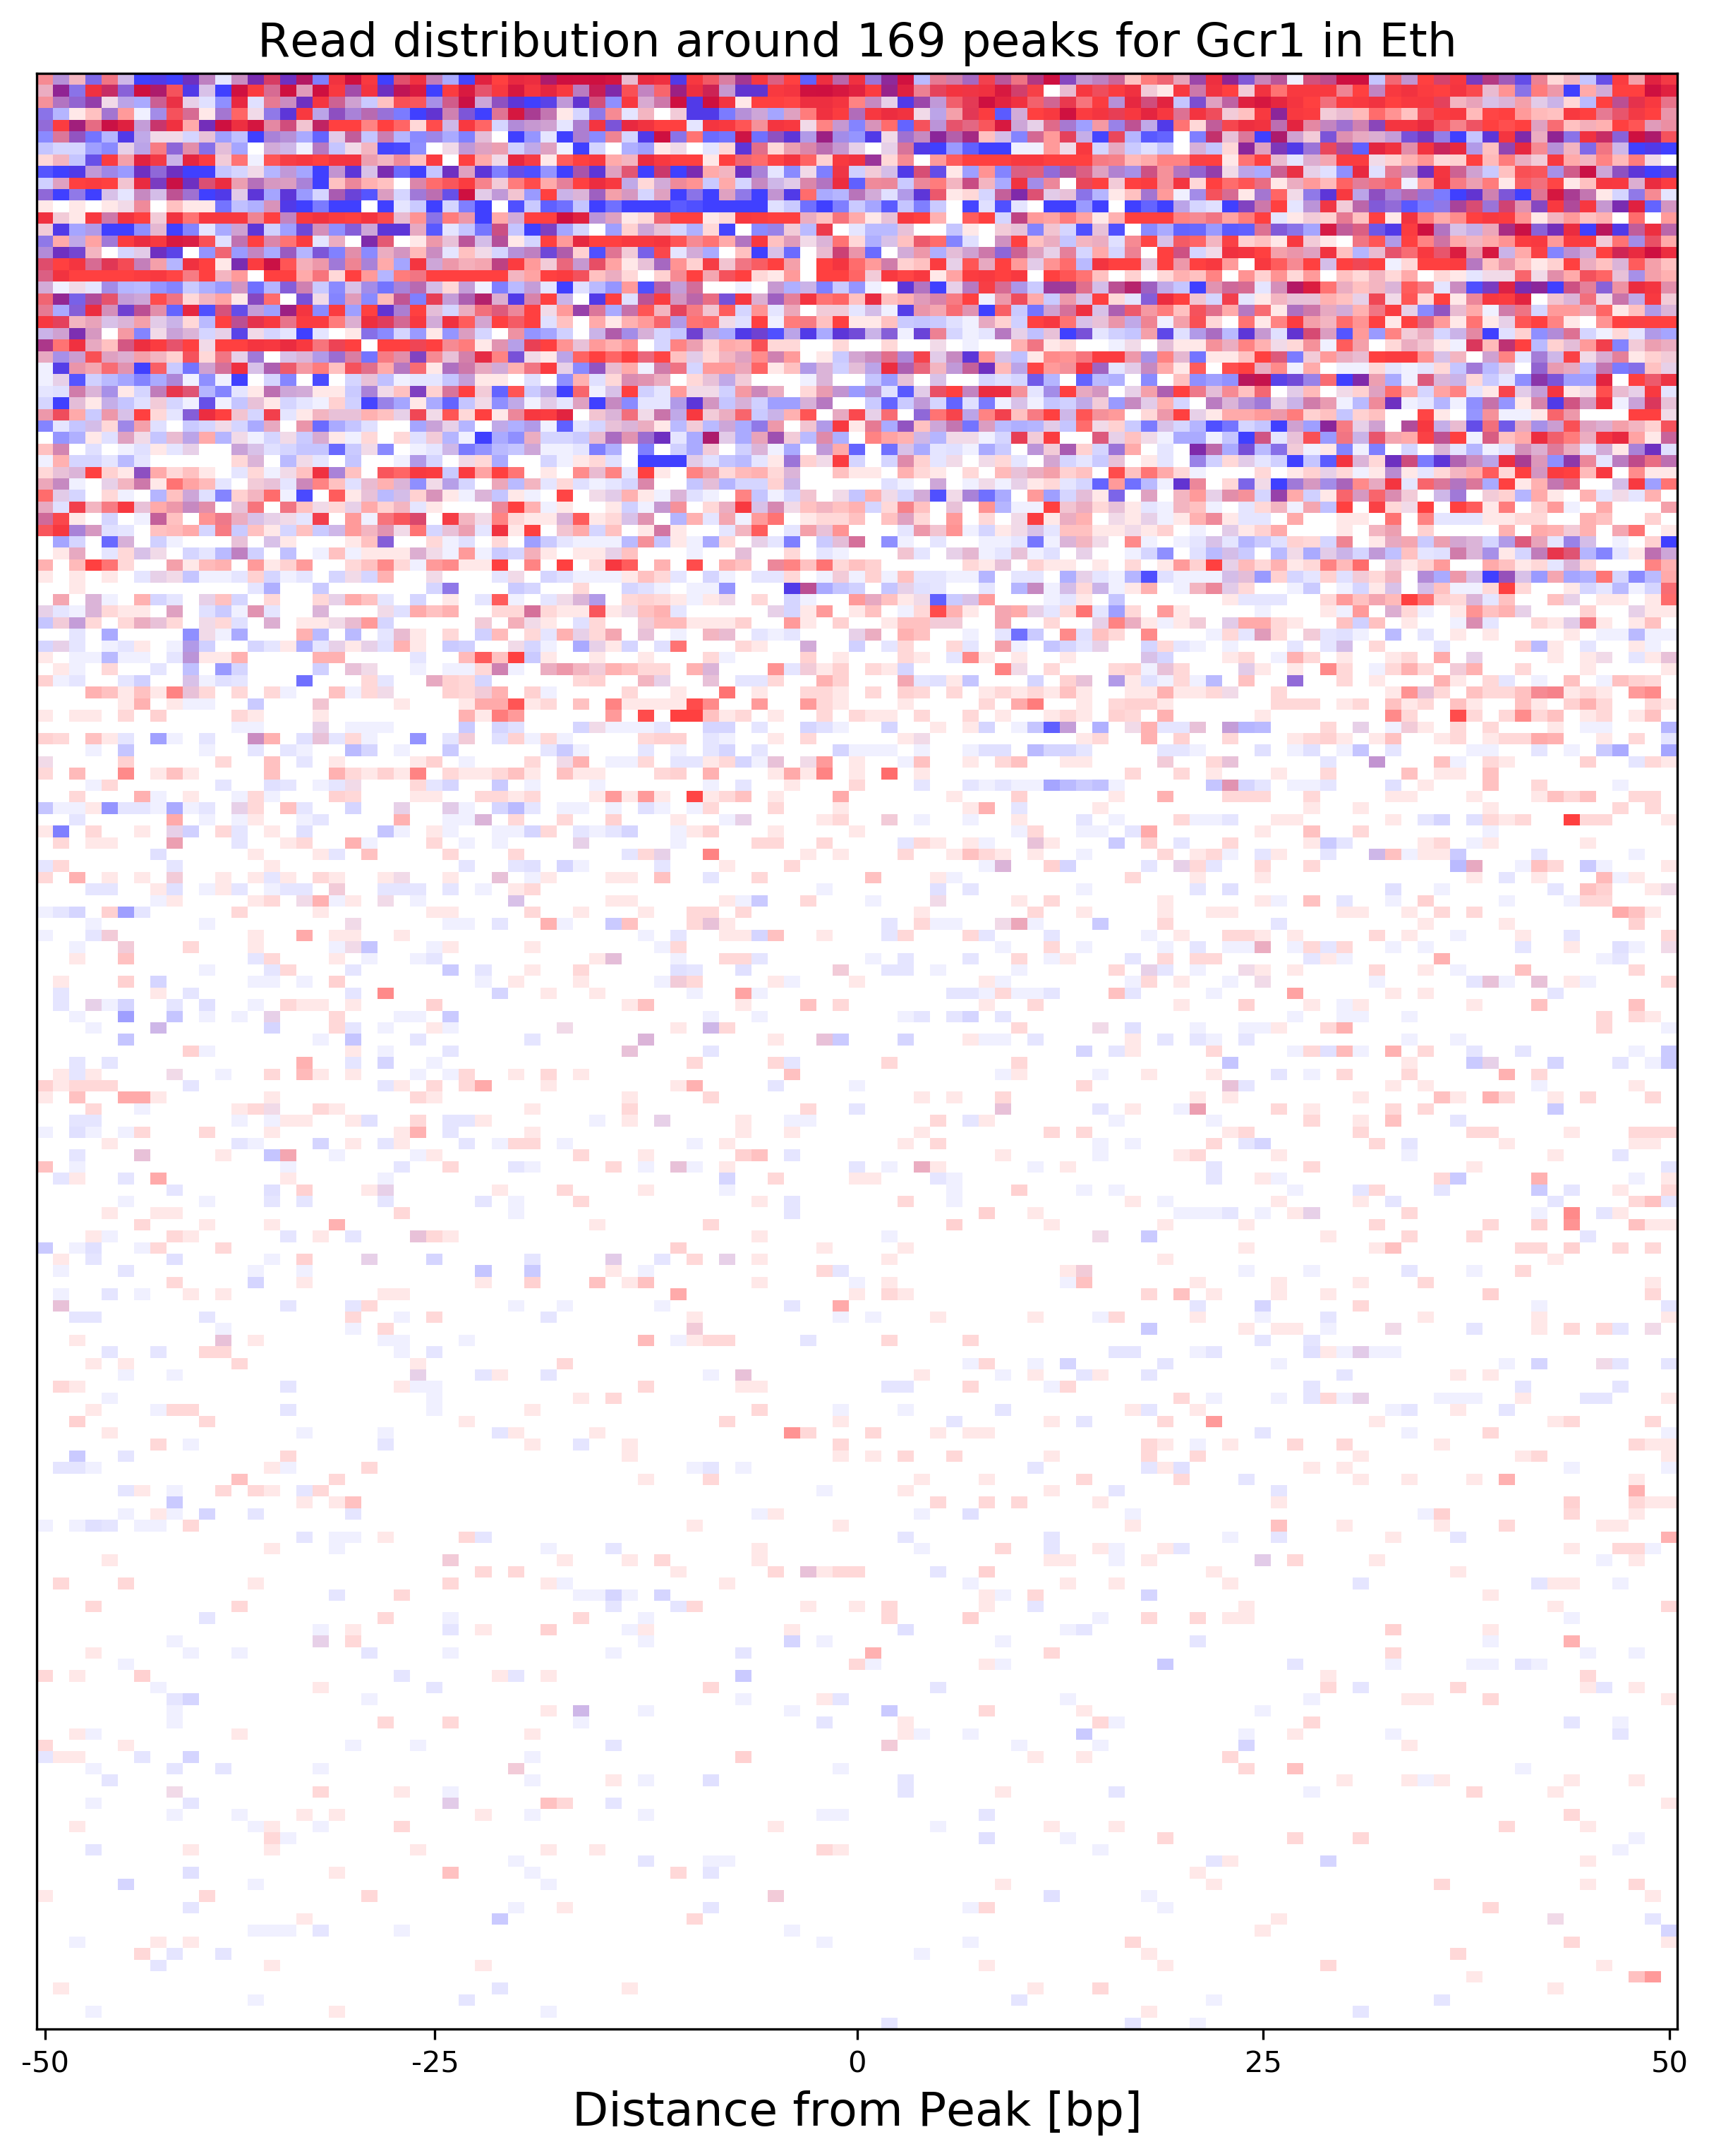 Read distribution around 169 peaks for Gcr1 in Eth
-50 -25 0 25 50
Distance from Peak [bp]